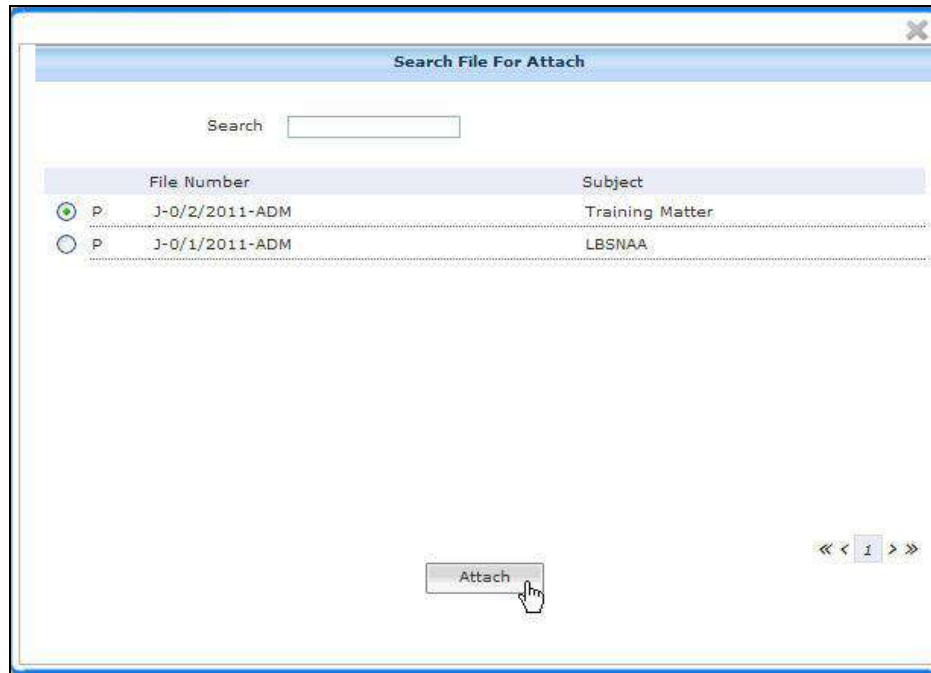 Search File For Attach
Search
File Number Subject
P J-0/2/2011-ADM Training Matter
P J-0/1/2011-ADM LBSNAA
« < 1 > »
Attach